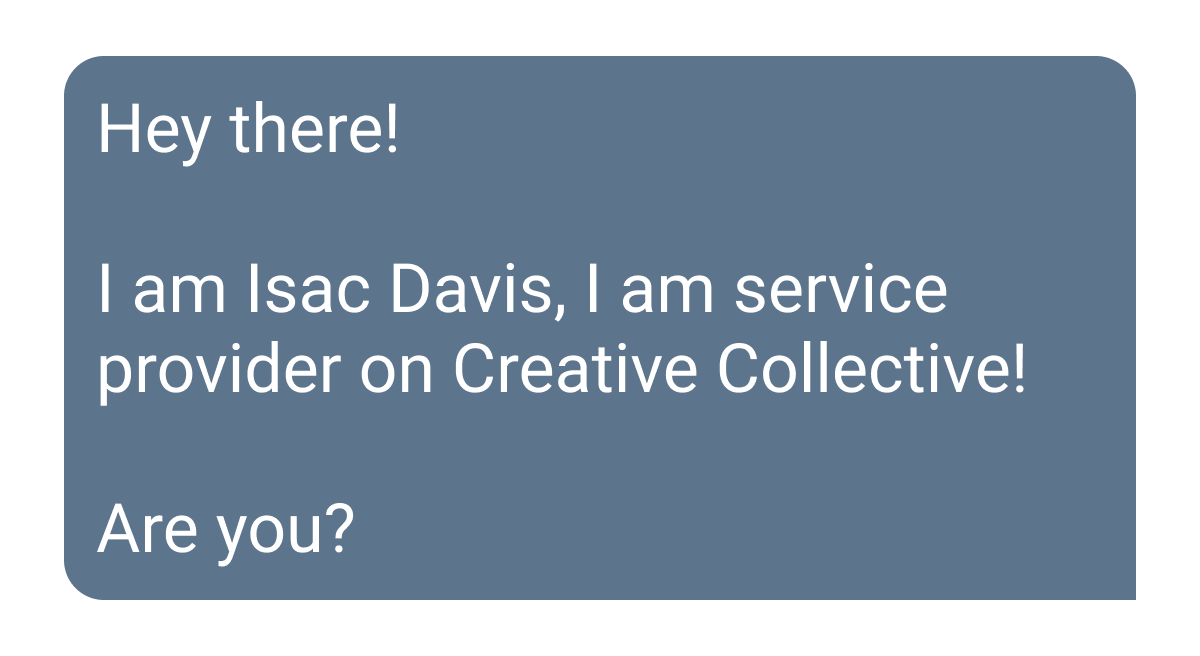 Hey there!
I am Isac Davis, I am service
provider on Creative Collective!
Are you?